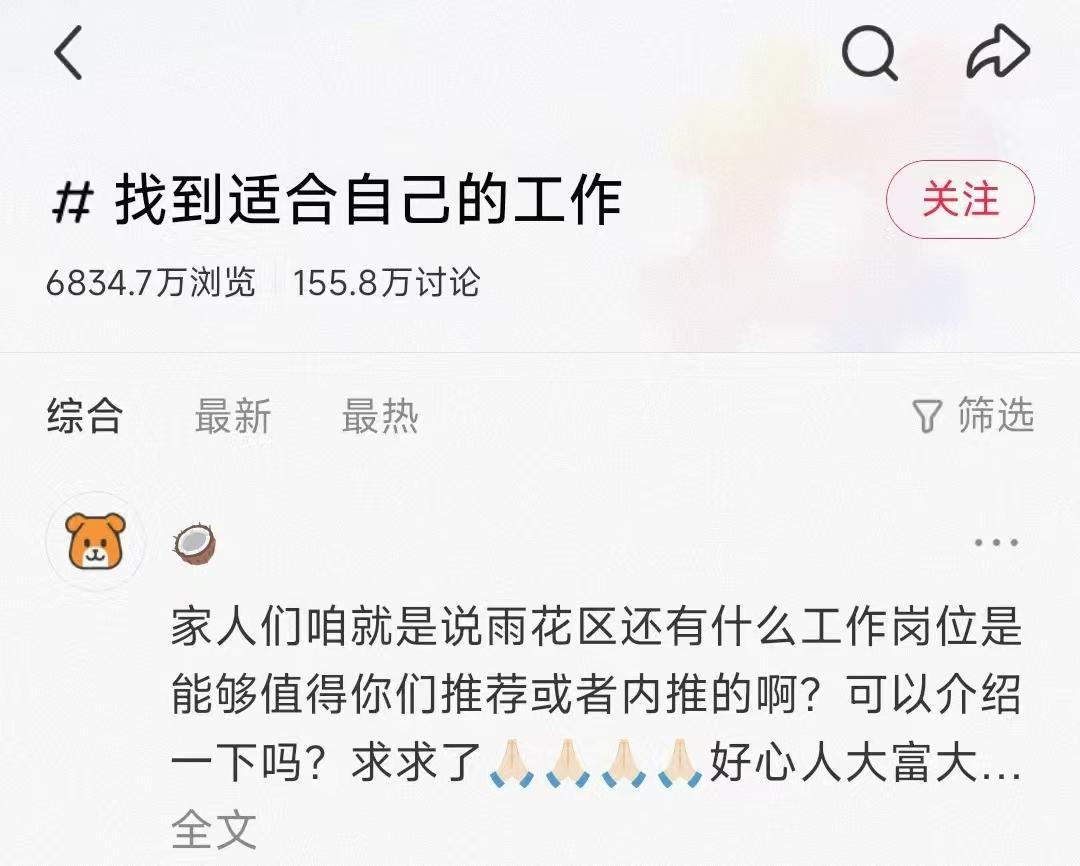 # 找到适合自己的工作
关注
6834.7万浏览 155.8万讨论
综合 最新 最热 筛选
🥥
家人们咱就是说雨花区还有什么工作岗位是
能够值得你们推荐或者内推的啊？可以介绍
一下吗？求求了🙏🏻🙏🏻🙏🏻🙏🏻好心人大富大...
全文